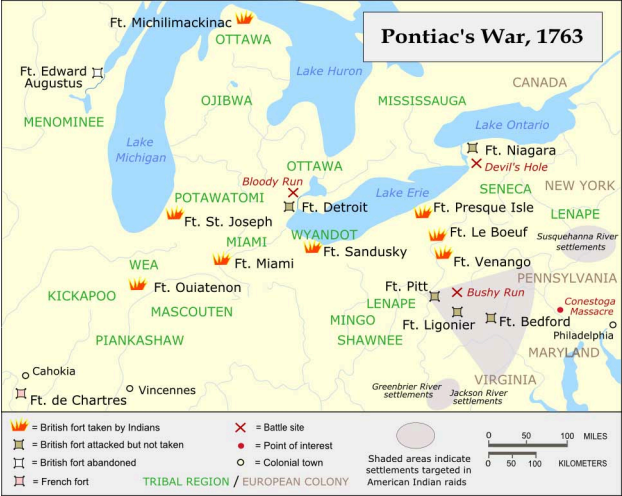 Pontiac's War, 1763
Ft. Michilimackinac
OTTAWA
Ft. Edward
Augustus
Lake Huron
CANADA
OJIBWA
MISSISSAUGA
MENOMINEE
Lake Ontario
Lake
Michigan
Ft. Niagara
OTTAWA
Devil's Hole
Bloody Run
Lake Erie
SENECA
NEW YORK
POTAWATOMI
Ft. Detroit
Ft. Presque Isle
LENAPE
Ft. St. Joseph
WYANDOT
Ft. Le Boeuf
Susquehanna River
settlements
MIAMI
Ft. Sandusky
Ft. Miami
Ft. Venango
WEA
PENNSYLVANIA
Ft. Ouiatenon
Ft. Pitt
Bushy Run
KICKAPOO
LENAPE
Conestoga
Massacre
MASCOUTEN
MINGO
Ft. Ligonier
Ft. Bedford
Philadelphia
PIANKASHAW
SHAWNEE
MARYLAND
Cahokia
VIRGINIA
Vincennes
Greenbrier River
settlements
Jackson River
settlements
Ft. de Chartres
= British fort taken by Indians
= British fort attacked but not taken
= British fort abandoned
= French fort
= Battle site
= Point of interest
= Colonial town
TRIBAL REGION / EUROPEAN COLONY
Shaded areas indicate
settlements targeted in
American Indian raids
0 50 100 MILES
0 50 100 KILOMETERS